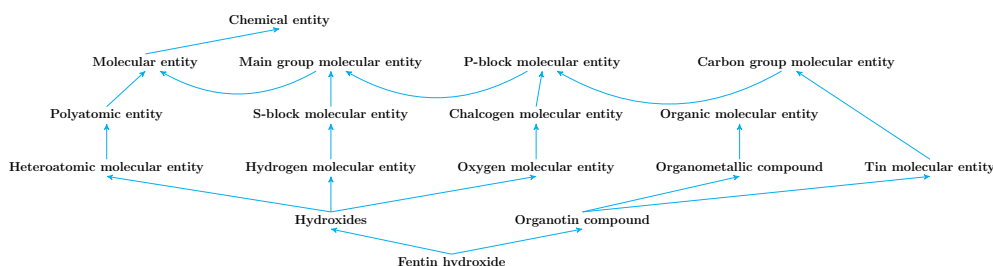 Chemical entity
Molecular entity
Main group molecular entity
P-block molecular entity
Carbon group molecular entity
Polyatomic entity
S-block molecular entity
Chalcogen molecular entity
Organic molecular entity
Heteroatomic molecular entity
Hydrogen molecular entity
Oxygen molecular entity
Organometallic compound
Tin molecular entity
Hydroxides
Organotin compound
Fentin hydroxide